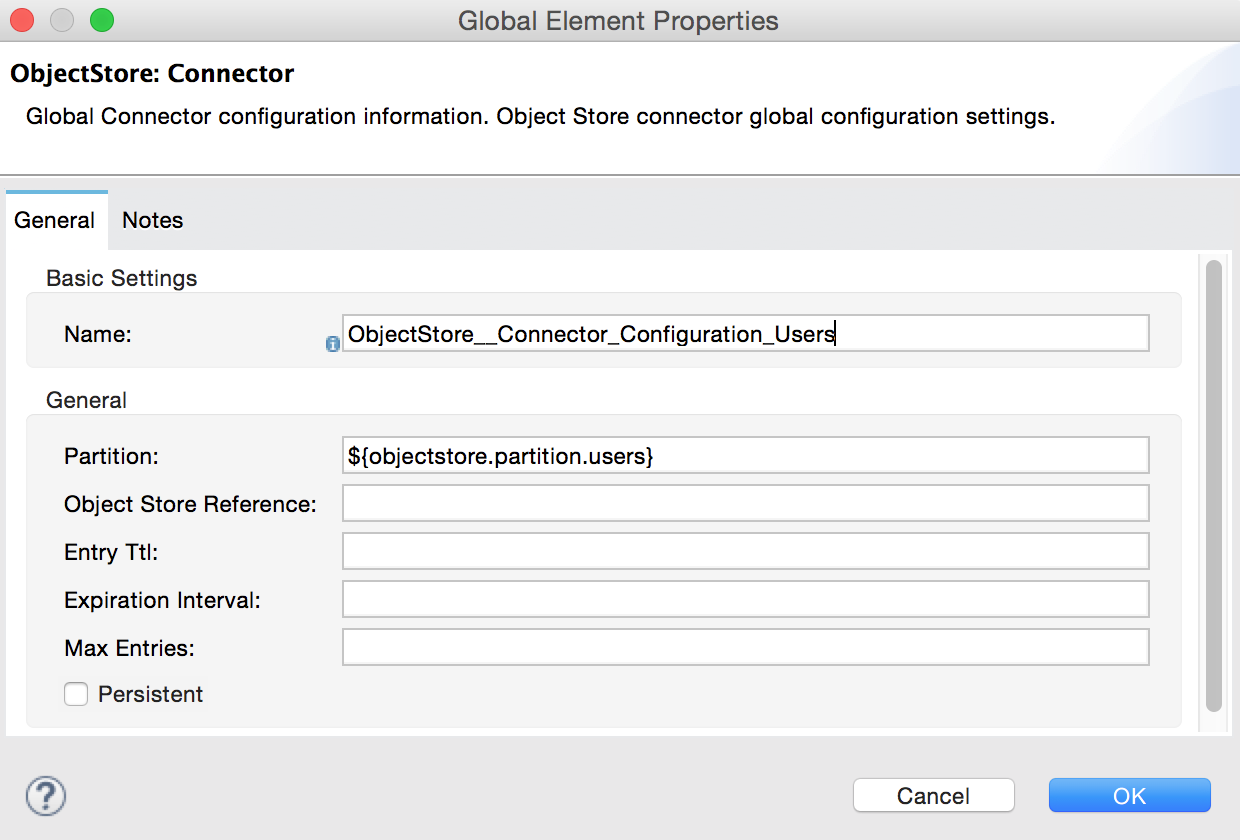 Global Element Properties
ObjectStore: Connector
Global Connector configuration information. Object Store connector global configuration settings.
General Notes
Basic Settings
Name: ObjectStore__Connector_Configuration_Users
General
Partition: ${objectstore.partition.users}
Object Store Reference:
Entry Ttl:
Expiration Interval:
Max Entries:
Persistent
? Cancel OK